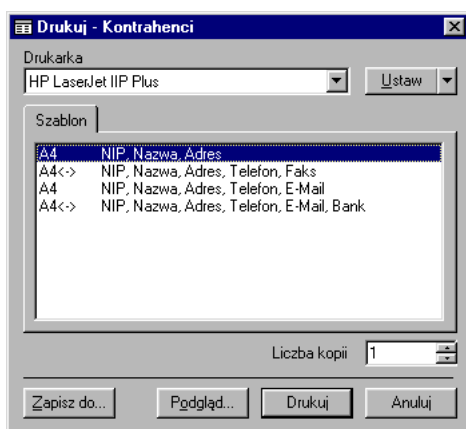 Drukuj - Kontrahenci
Drukarka
HP LaserJet IIP Plus
Ustaw
Szablon
A4 NIP, Nazwa, Adres
A4<-> NIP, Nazwa, Adres, Telefon, Faks
A4 NIP, Nazwa, Adres, Telefon, E-Mail
A4<-> NIP, Nazwa, Adres, Telefon, E-Mail, Bank
Liczba kopii 1
Zapisz do... Podgląd... Drukuj Anuluj